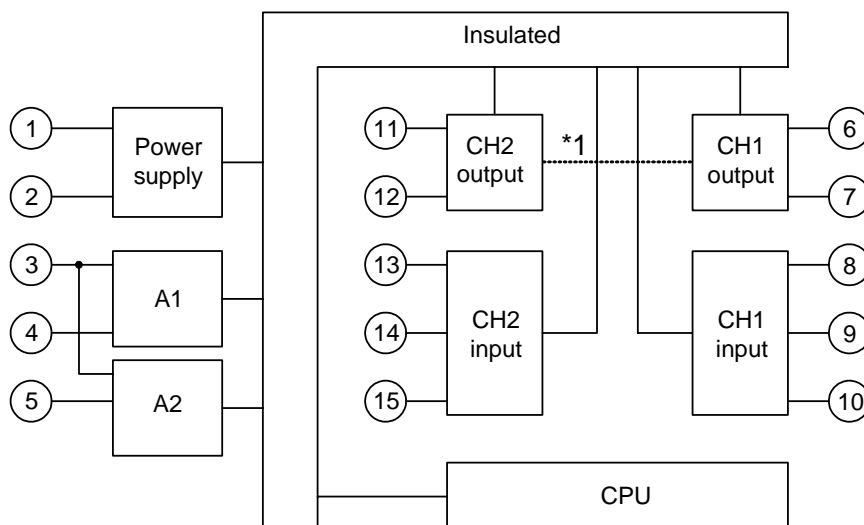 Insulated
1
Power
supply
2
3
A1
4
A2
5
11
CH2
output
*1
CH1
output
6
12
7
13
CH2
input
14
15
8
CH1
input
9
10
CPU